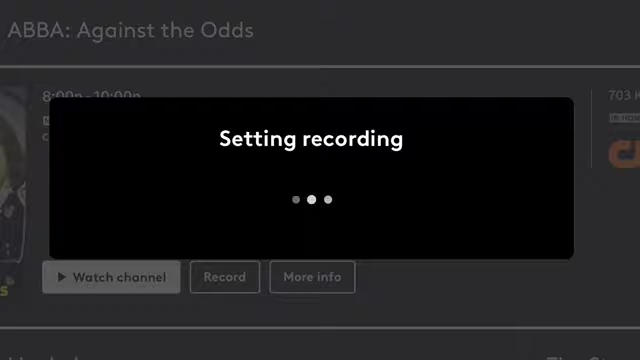 ABBA: Against the Odds
8:00p - 10:00p
703
Setting recording
Watch channel
Record
More info